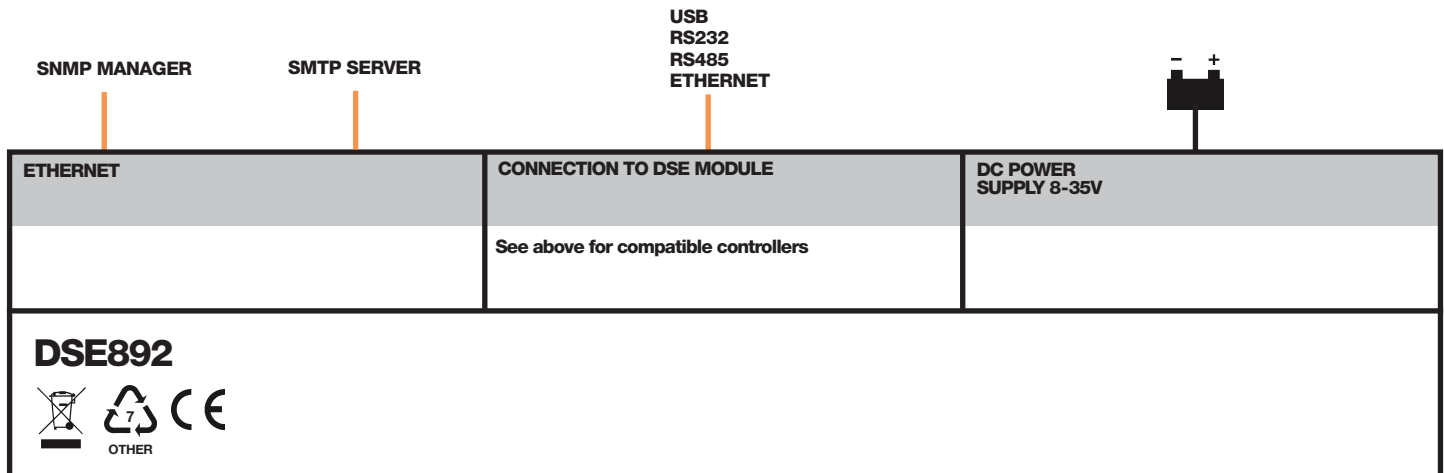 USB
RS232
RS485
ETHERNET
SNMP MANAGER
SMTP SERVER
- +
ETHERNET
CONNECTION TO DSE MODULE
DC POWER
SUPPLY 8-35V
See above for compatible controllers
DSE892
7
CE
OTHER